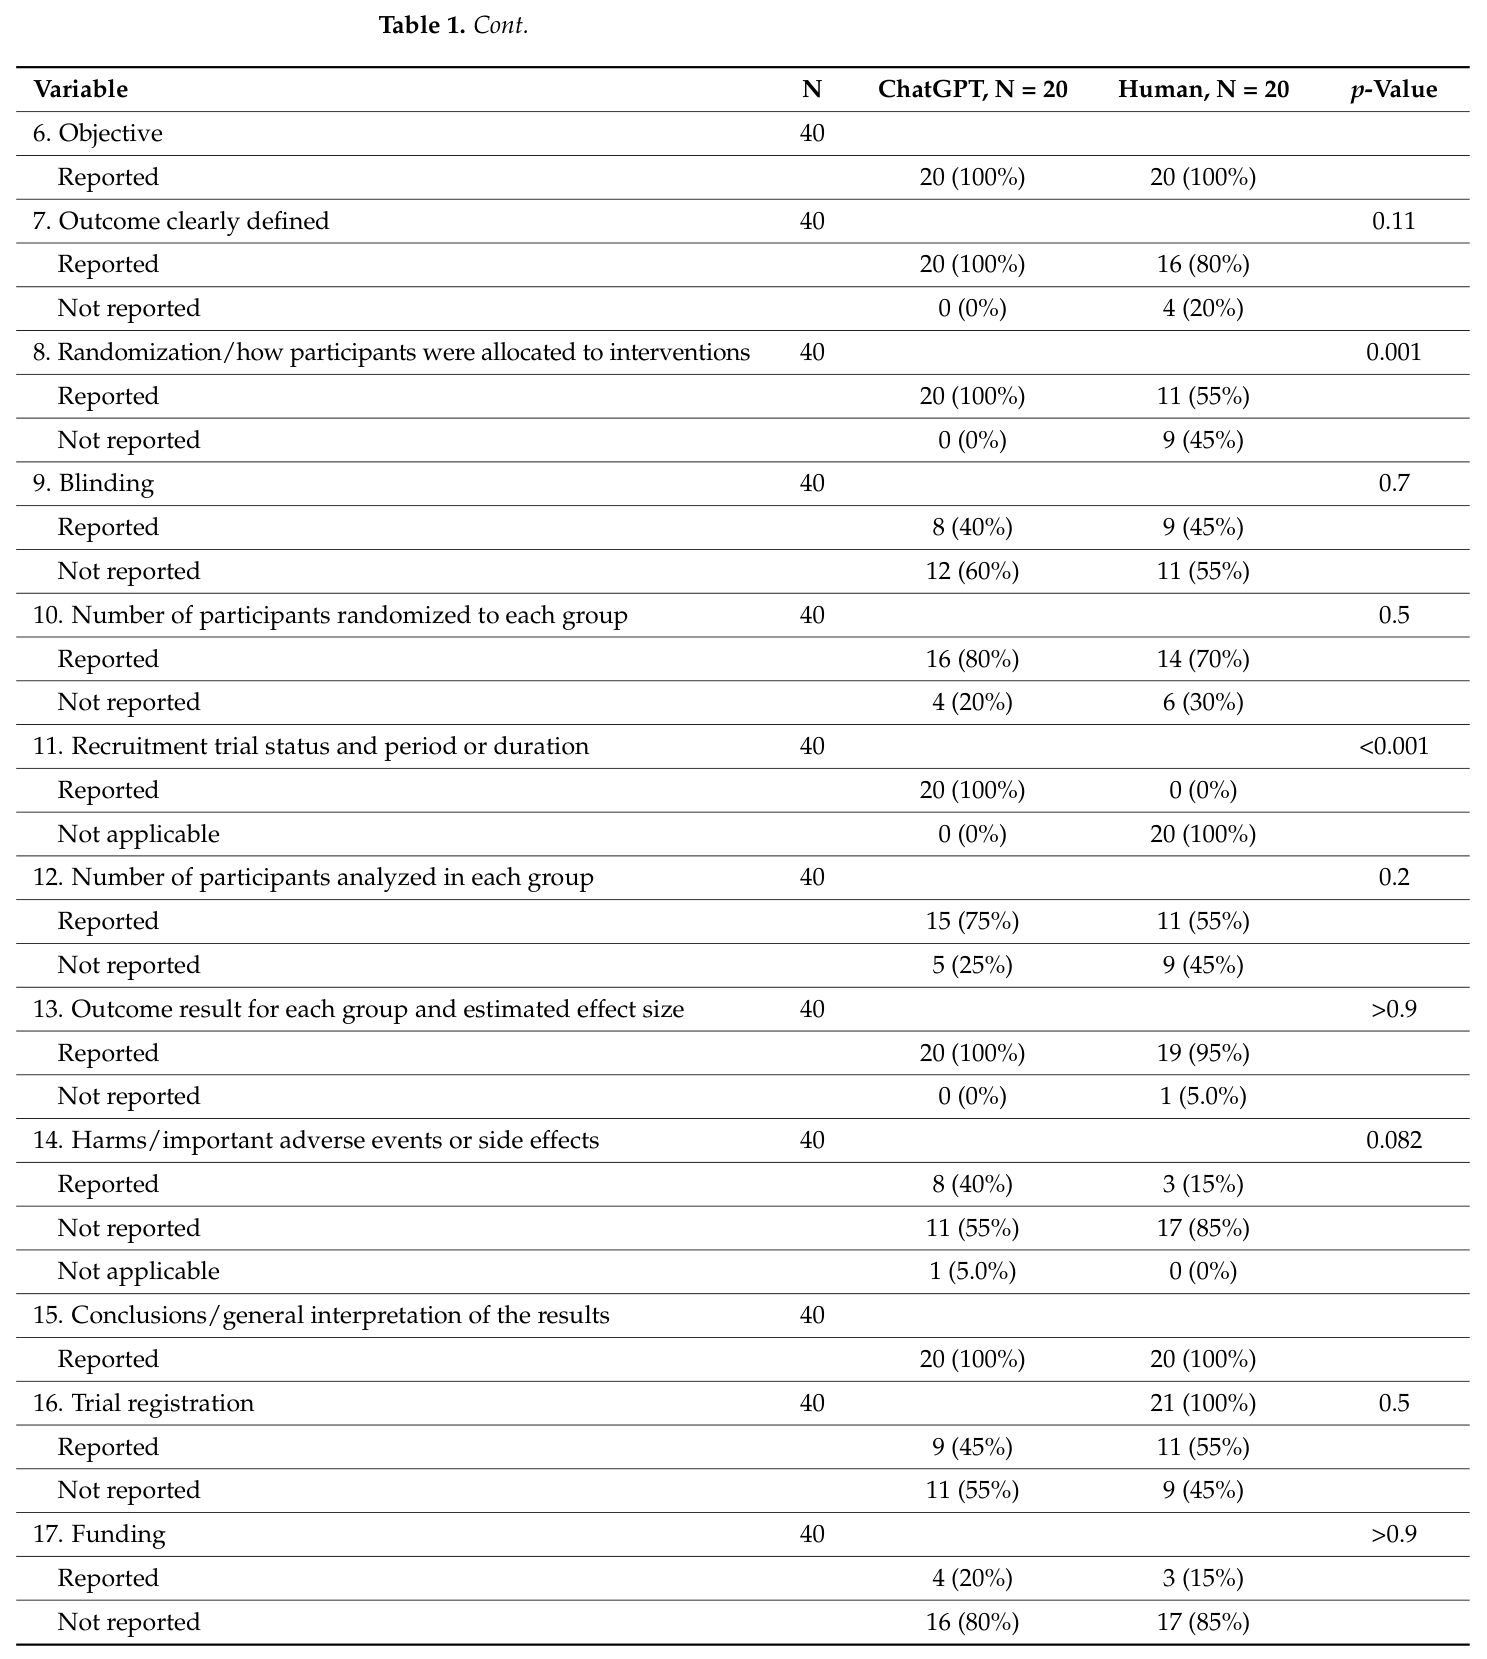 Table 1. Cont.
Variable N ChatGPT, N = 20 Human, N = 20 p-Value
6. Objective 40
Reported 20 (100%) 20 (100%)
7. Outcome clearly defined 40 0.11
Reported 20 (100%) 16 (80%)
Not reported 0 (0%) 4 (20%)
8. Randomization/how participants were allocated to interventions 40 0.001
Reported 20 (100%) 11 (55%)
Not reported 0 (0%) 9 (45%)
9. Blinding 40 0.7
Reported 8 (40%) 9 (45%)
Not reported 12 (60%) 11 (55%)
10. Number of participants randomized to each group 40 0.5
Reported 16 (80%) 14 (70%)
Not reported 4 (20%) 6 (30%)
11. Recruitment trial status and period or duration 40 <0.001
Reported 20 (100%) 0 (0%)
Not applicable 0 (0%) 20 (100%)
12. Number of participants analyzed in each group 40 0.2
Reported 15 (75%) 11 (55%)
Not reported 5 (25%) 9 (45%)
13. Outcome result for each group and estimated effect size 40 >0.9
Reported 20 (100%) 19 (95%)
Not reported 0 (0%) 1 (5.0%)
14. Harms/important adverse events or side effects 40 0.082
Reported 8 (40%) 3 (15%)
Not reported 11 (55%) 17 (85%)
Not applicable 1 (5.0%) 0 (0%)
15. Conclusions/general interpretation of the results 40
Reported 20 (100%) 20 (100%)
16. Trial registration 40 21 (100%) 0.5
Reported 9 (45%) 11 (55%)
Not reported 11 (55%) 9 (45%)
17. Funding 40 >0.9
Reported 4 (20%) 3 (15%)
Not reported 16 (80%) 17 (85%)